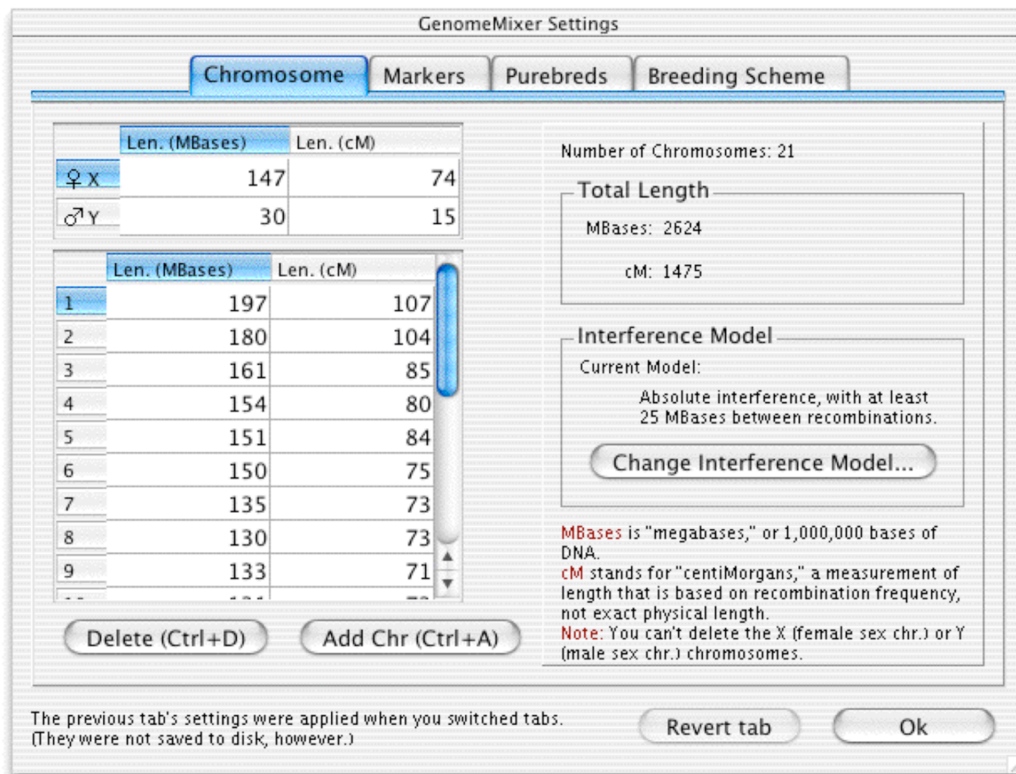 GenomeMixer Settings
Chromosome Markers Purebreds Breeding Scheme
Len. (MBases) Len. (cM)
♀ X 147 74
♂ Y 30 15
Len. (MBases) Len. (cM)
1 197 107
2 180 104
3 161 85
4 154 80
5 151 84
6 150 75
7 135 73
8 130 73
9 133 71
Delete (Ctrl+D) Add Chr (Ctrl+A)
Number of Chromosomes: 21
Total Length
MBases: 2624
cM: 1475
Interference Model
Current Model:
Absolute interference, with at least
25 MBases between recombinations.
Change Interference Model...
MBases is "megabases," or 1,000,000 bases of
DNA.
cM stands for "centiMorgans," a measurement of
length that is based on recombination frequency,
not exact physical length.
Note: You can't delete the X (female sex chr.) or Y
(male sex chr.) chromosomes.
The previous tab's settings were applied when you switched tabs.
(They were not saved to disk, however.)
Revert tab Ok